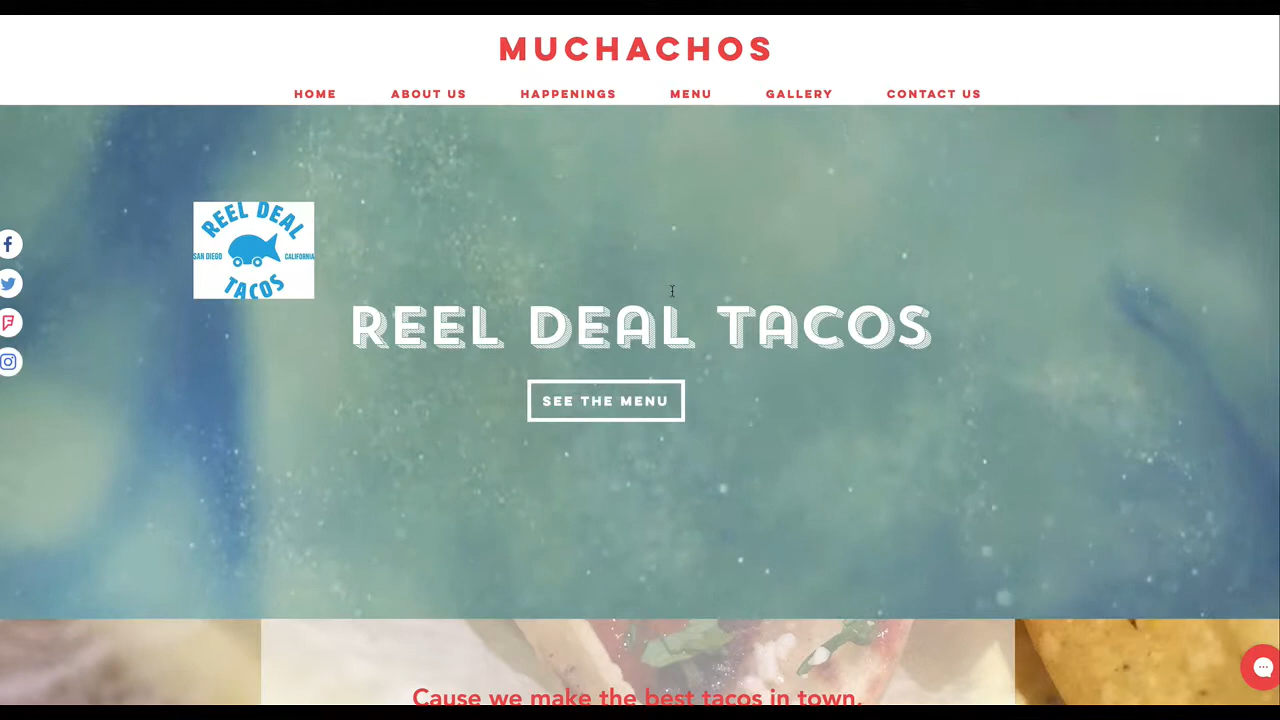 MUCHACHOS
HOME ABOUT US HAPPENINGS MENU GALLERY CONTACT US
REEL DEAL
SAN DIEGO CALIFORNIA
TACOS
REEL DEAL TACOS
SEE THE MENU
Cause we make the best tacos in town.